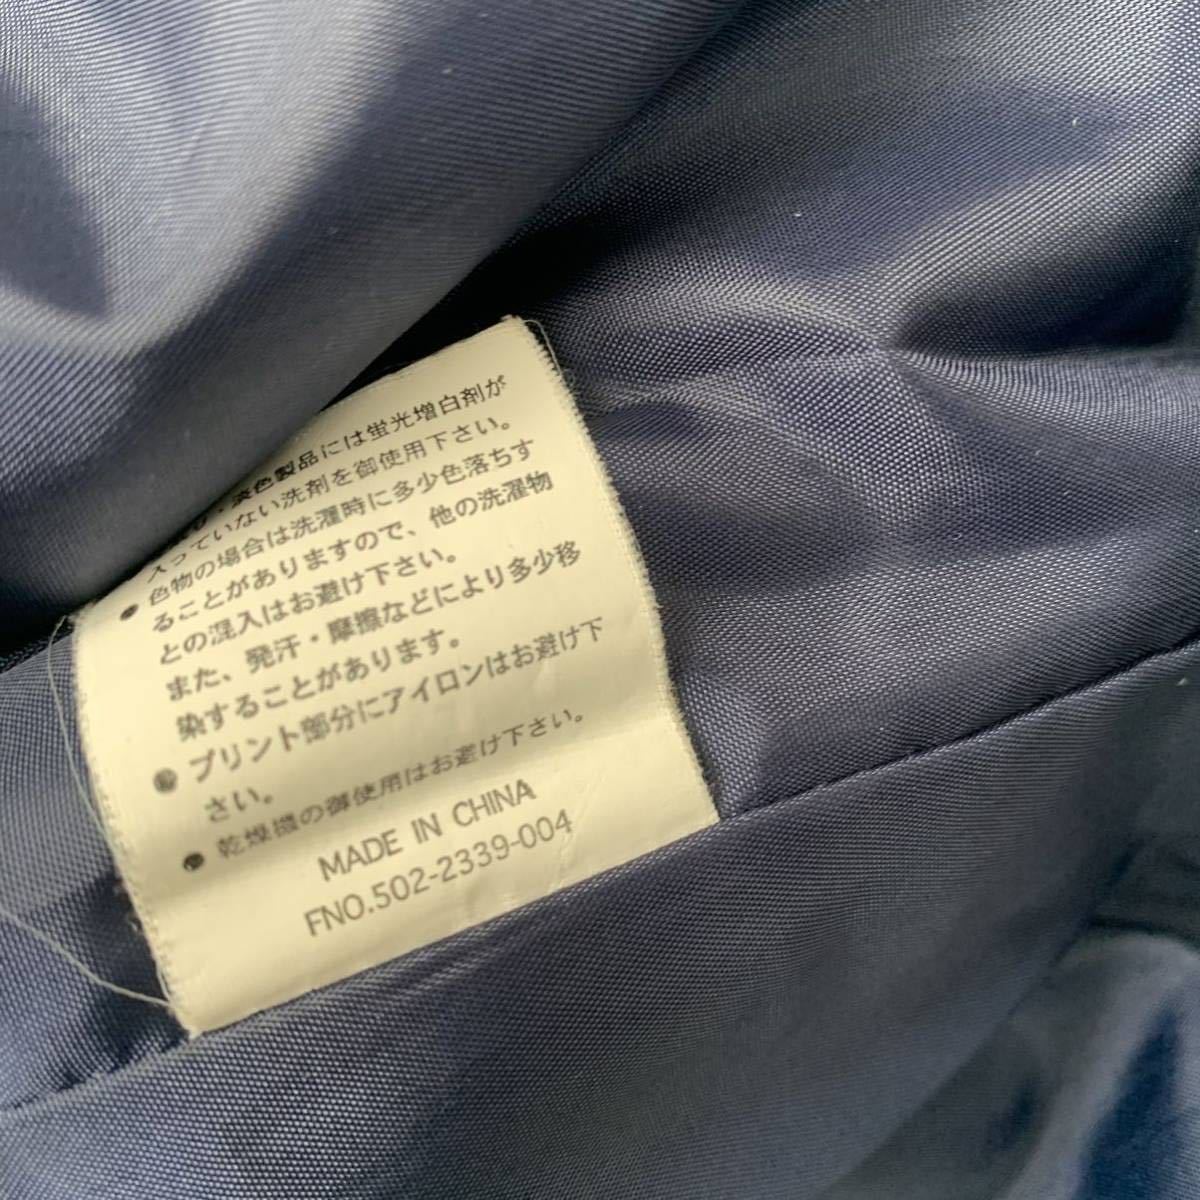 ・淡色製品には蛍光増白剤が
入っていない洗剤を御使用下さい。
● 色物の場合は洗濯時に多少色落ちす
ることがありますので、他の洗濯物
との混入はお避け下さい。
また、発汗・摩擦などにより多少移
染することがあります。
● プリント部分にアイロンはお避け下
さい。
● 乾燥機の御使用はお避け下さい。
MADE IN CHINA
FNO.502-2339-004